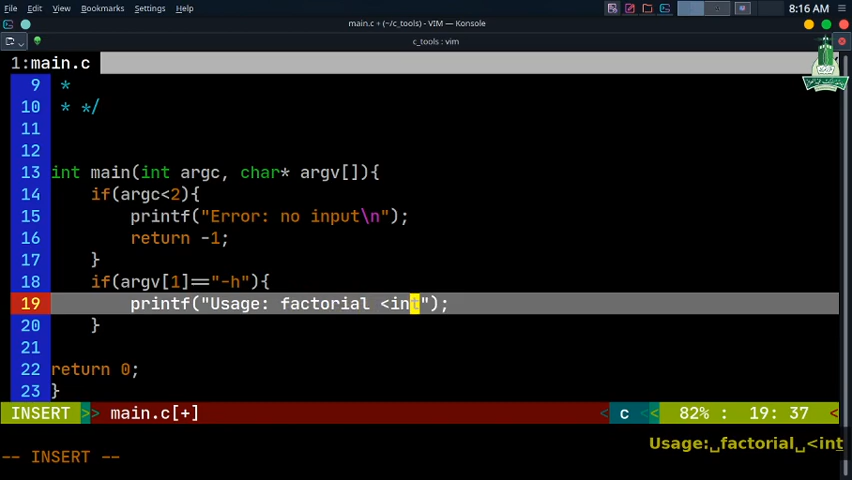 File Edit View Bookmarks Settings Help
8:16 AM
main.c + (~/c_tools) - VIM — Konsole
c_tools : vim
1:main.c
9 *
10 * */
11
12
13 int main(int argc, char* argv[]){
14 if(argc<2){
15 printf("Error: no input\n");
16 return -1;
17 }
18 if(argv[1]=="-h"){
19 printf("Usage: factorial <int");
20 }
21
22 return 0;
23 }
INSERT >> main.c[+] < c < 82% : 19: 37 <
Usage:␣factorial␣<int
-- INSERT --